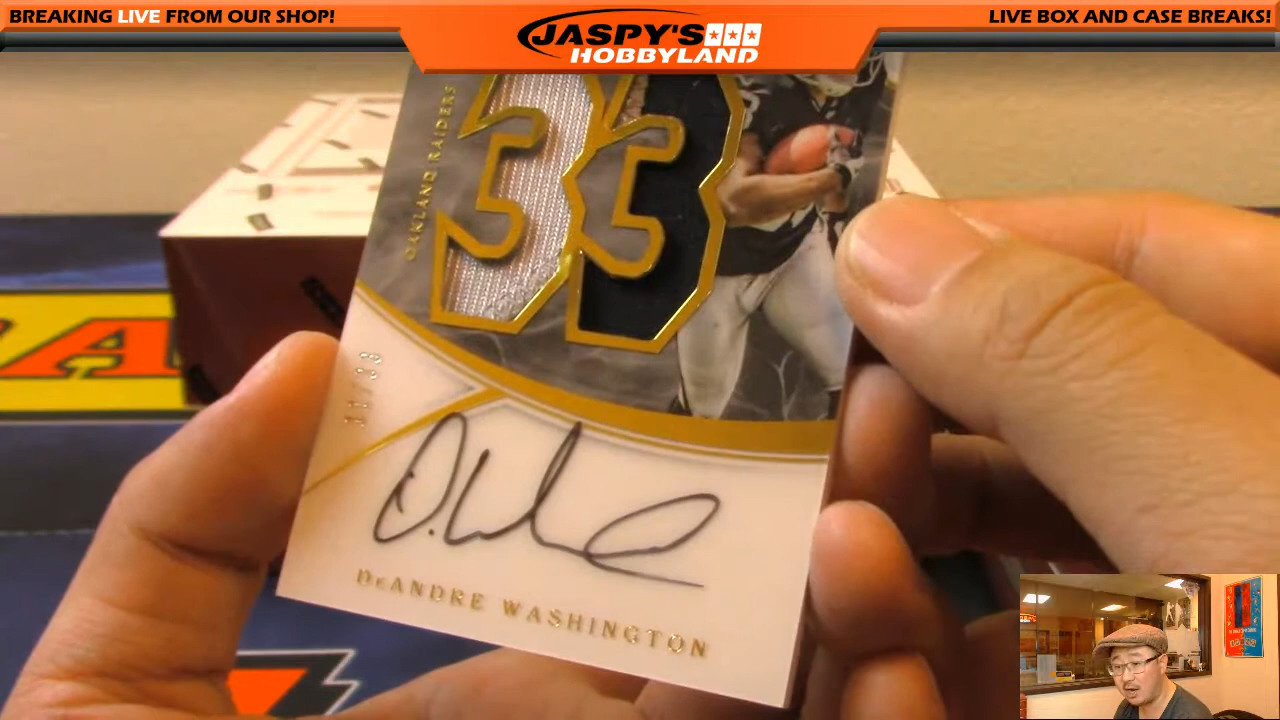 BREAKING LIVE FROM OUR SHOP!
JASPY'S
HOBBYLAND
LIVE BOX AND CASE BREAKS!
OAKLAND RAIDERS
33
DEANDRE WASHINGTON